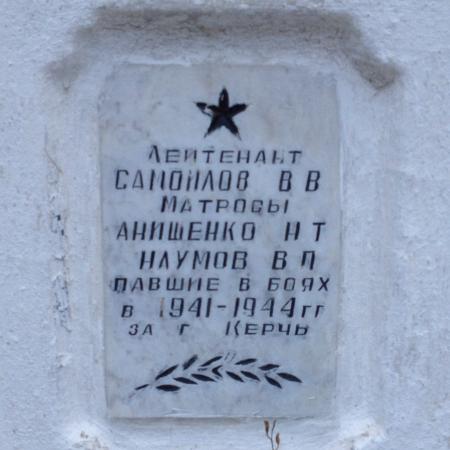 ЛЕЙТЕНАНТ
САМОЙЛОВ В В
МАТРОСЫ
АНИЩЕНКО Н Т
НАУМОВ В П
ПАВШИЕ В БОЯХ
В 1941-1944 ГГ
ЗА Г КЕРЧЬ